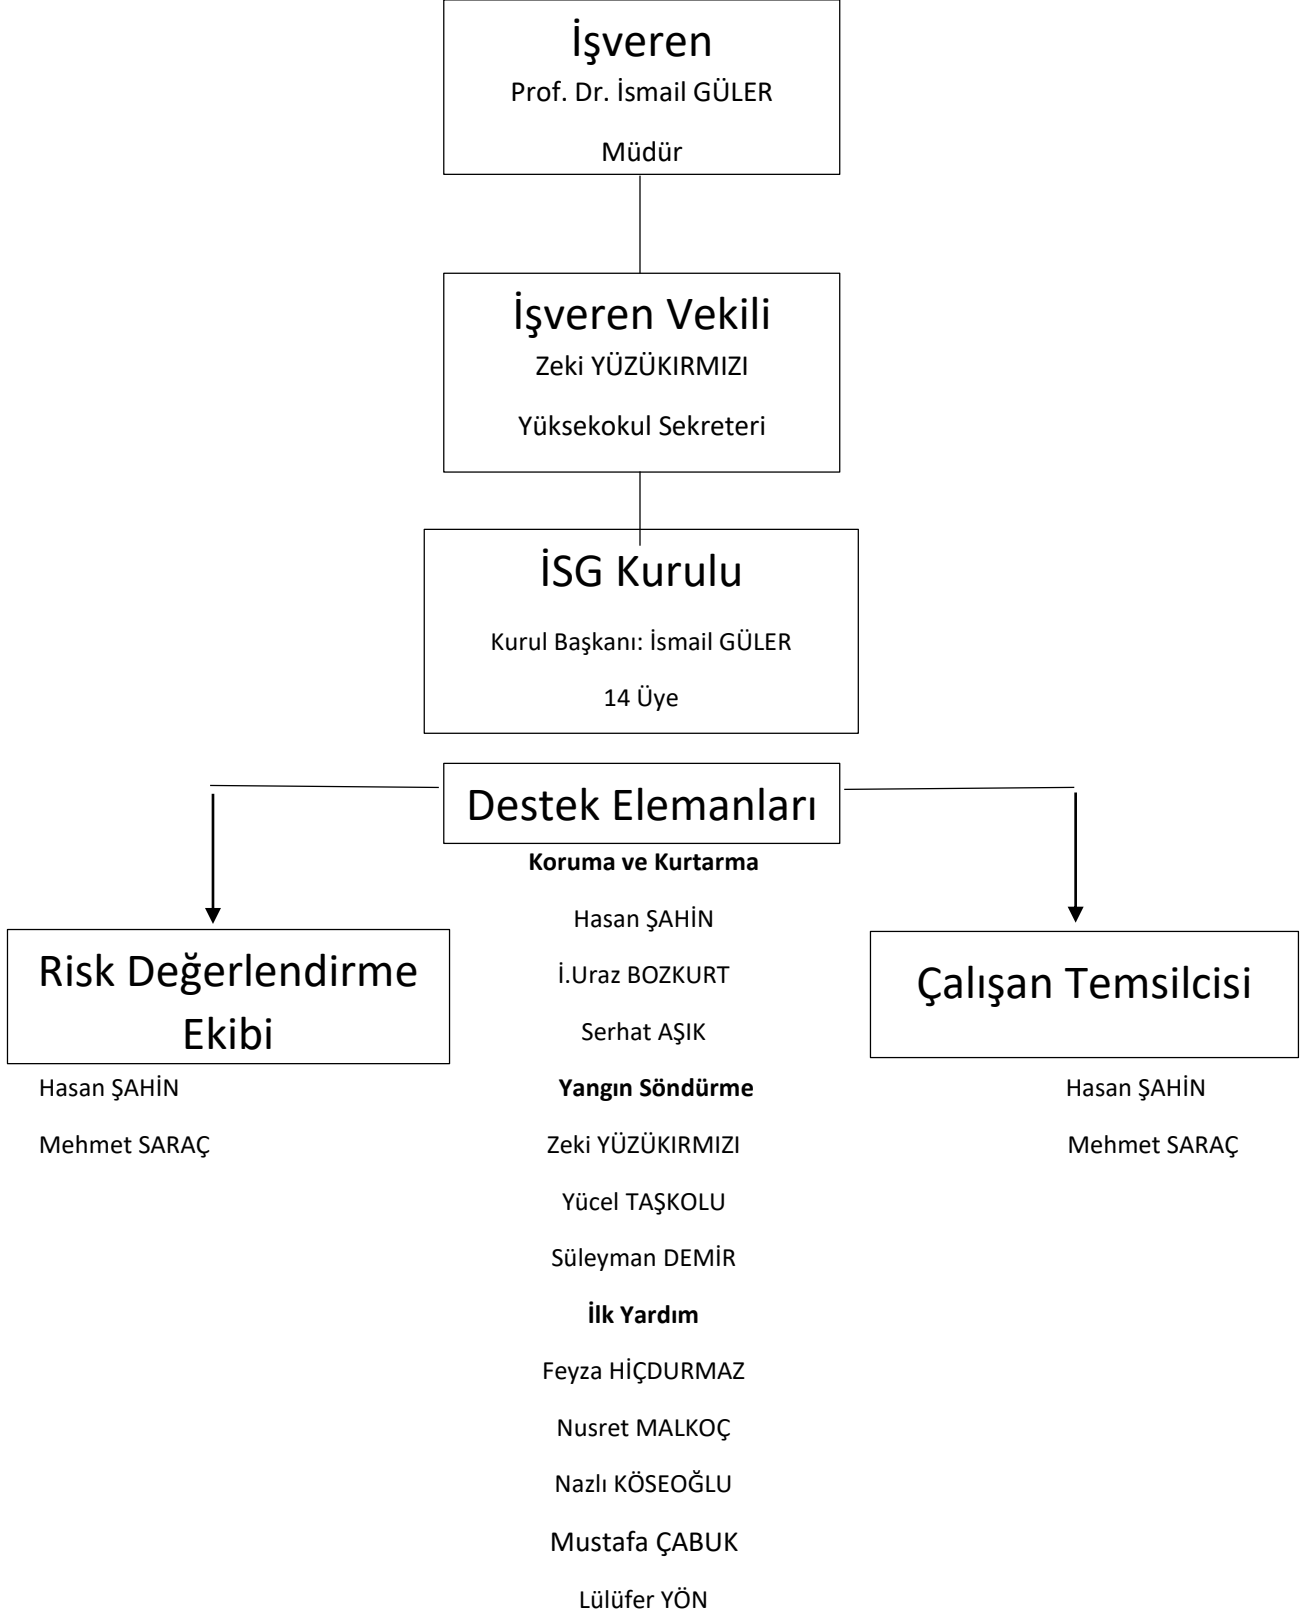 İşveren
Prof. Dr. İsmail GÜLER
Müdür
İşveren Vekili
Zeki YÜZÜKIRMIZI
Yüksekokul Sekreteri
İSG Kurulu
Kurul Başkanı: İsmail GÜLER
14 Üye
Destek Elemanları
Koruma ve Kurtarma
Hasan ŞAHİN
İ.Uraz BOZKURT
Serhat AŞIK
Yangın Söndürme
Zeki YÜZÜKIRMIZI
Yücel TAŞKOLU
Süleyman DEMİR
İlk Yardım
Feyza HİÇDURMAZ
Nusret MALKOÇ
Nazlı KÖSEOĞLU
Mustafa ÇABUK
Lülüfer YÖN
Risk Değerlendirme
Ekibi
Hasan ŞAHİN
Mehmet SARAÇ
Çalışan Temsilcisi
Hasan ŞAHİN
Mehmet SARAÇ